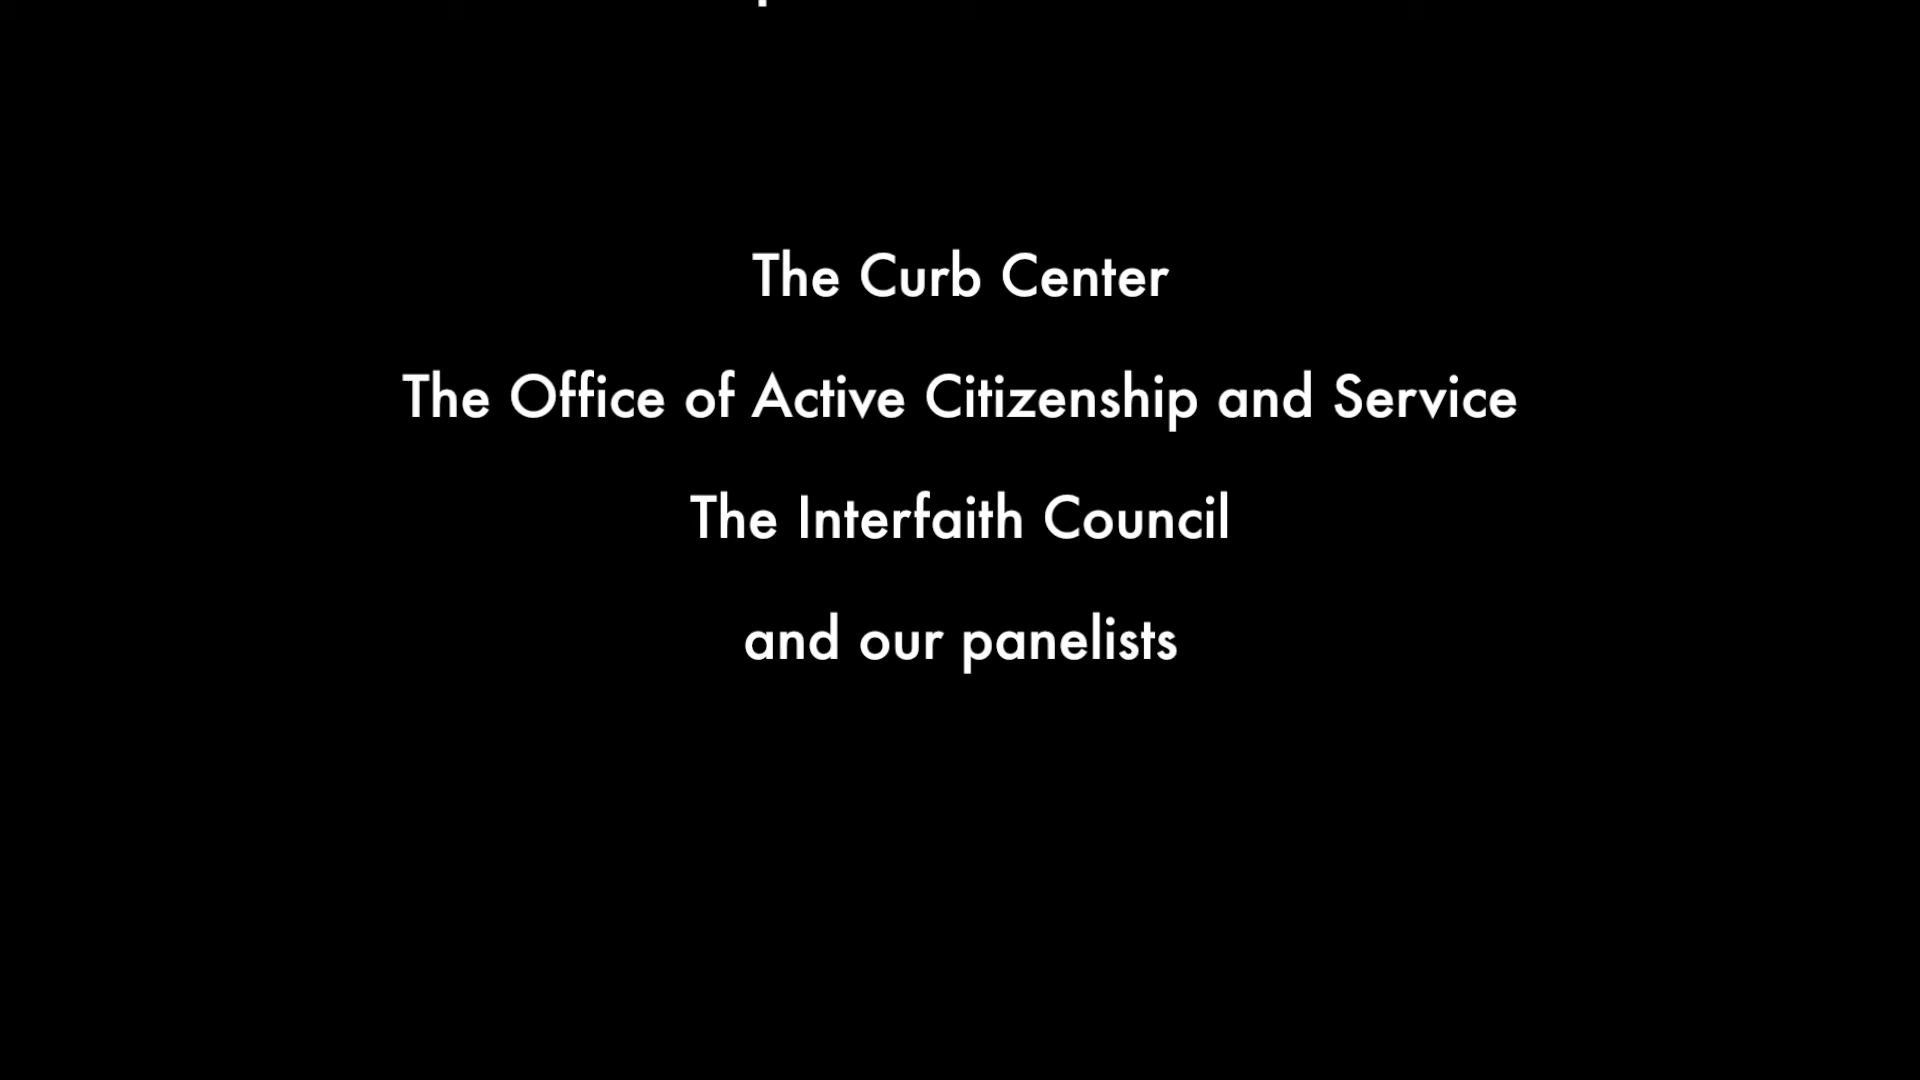 The Curb Center
The Office of Active Citizenship and Service
The Interfaith Council
and our panelists